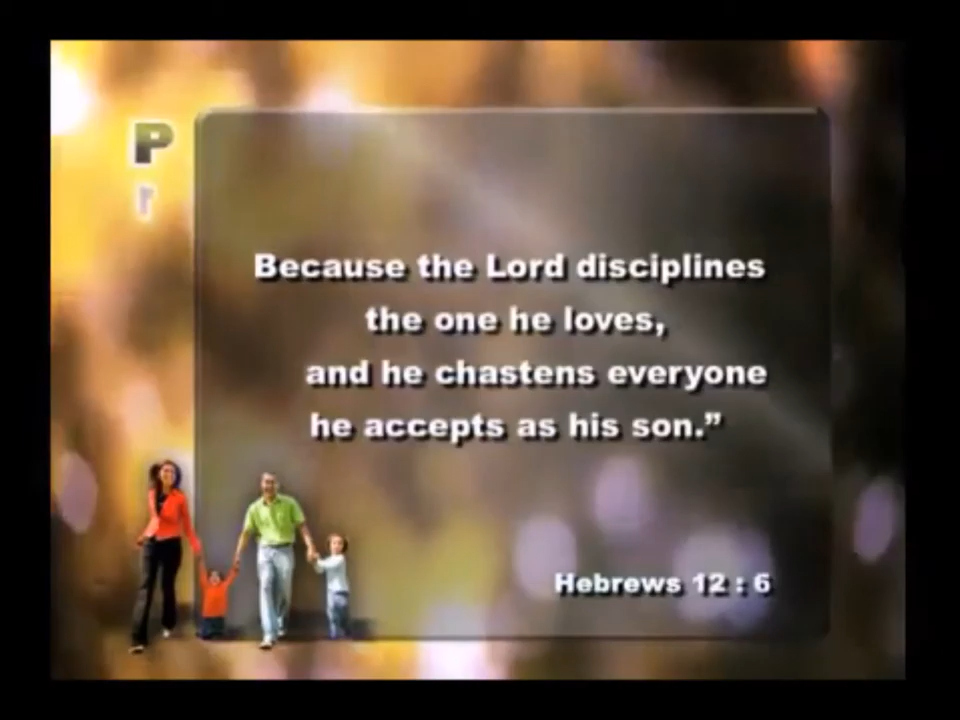 P
r
Because the Lord disciplines
the one he loves,
and he chastens everyone
he accepts as his son.”
Hebrews 12 : 6